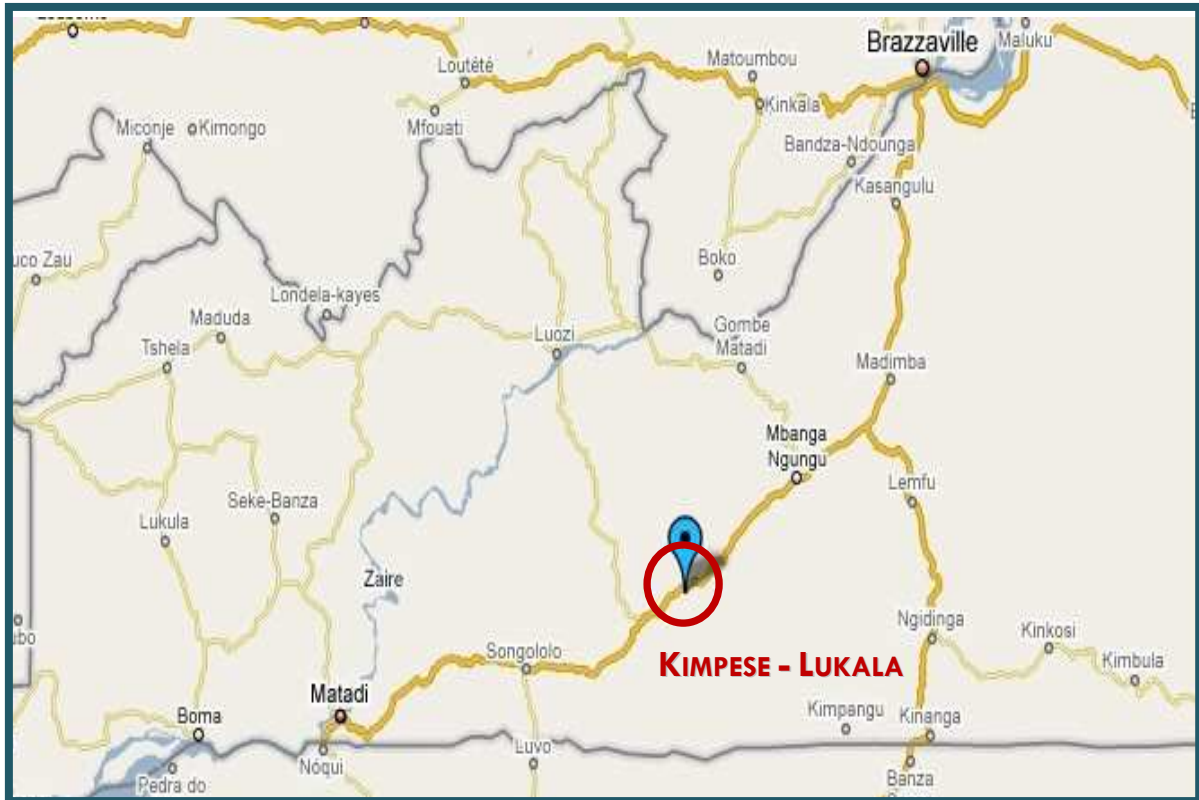 Brazzaville
Maluku
Loutété
Matoumbou
Kinkala
Mfouati
Miconje
Kimongo
Bandza-Ndounga
Kasangulu
Boko
uco Zau
Londela-kayes
Maduda
Tshela
Luozi
Gombe
Matadi
Madimba
Mbanga
Ngungu
Lemfu
Seke-Banza
Lukula
Zaire
Ngidinga
Kinkosi
Kimbula
Songololo
KIMPESE - LUKALA
Matadi
Boma
Kimpangu
Kinanga
Luvo
Nóqui
Pedra do
Banza